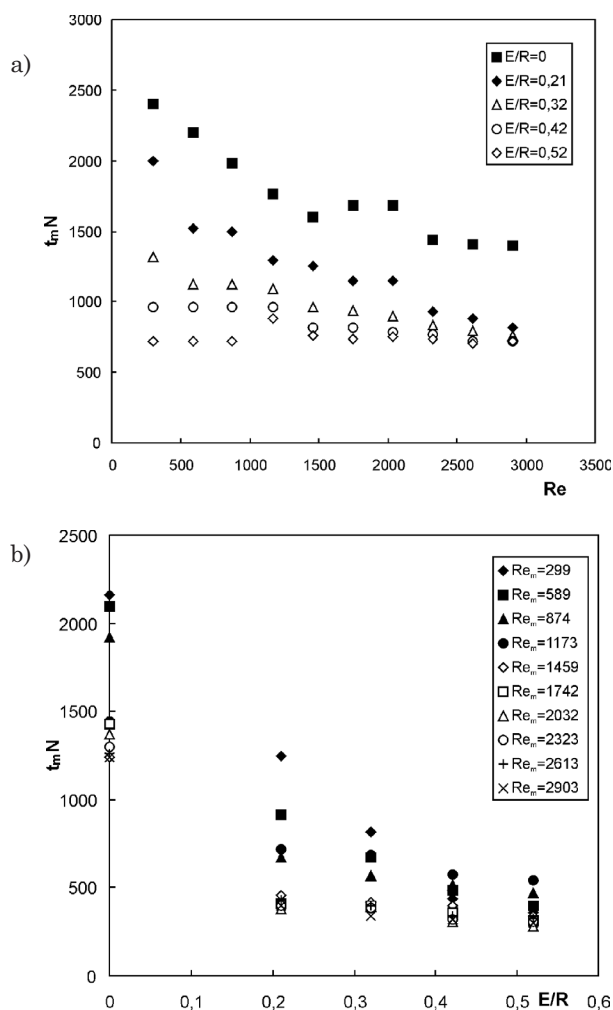 a)
3000
2500
2000
1500
1000
500
0
tmN
0 500 1000 1500 2000 2500 3000 3500
Re
E/R=0
E/R=0,21
E/R=0,32
E/R=0,42
E/R=0,52
b)
2500
2000
1500
1000
500
0
tmN
0 0,1 0,2 0,3 0,4 0,5 E/R 0,6
Rem=299
Rem=589
Rem=874
Rem=1173
Rem=1459
Rem=1742
Rem=2032
Rem=2323
Rem=2613
Rem=2903